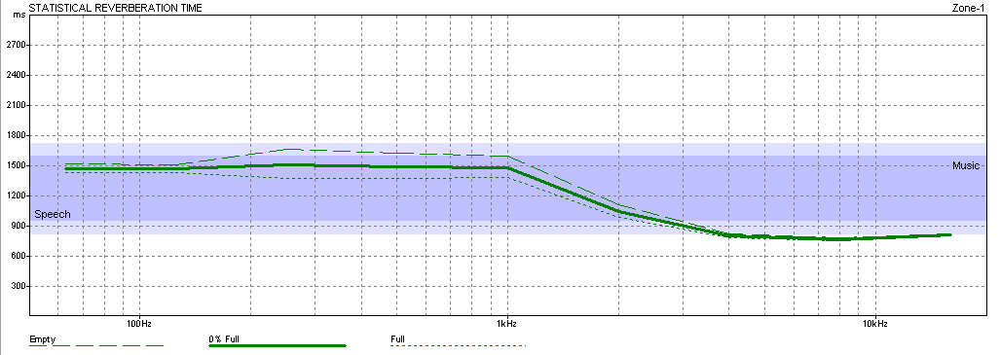 STATISTICAL REVERBERATION TIME Zone-1
ms
2700
2400
2100
1800
1500 Music
1200
Speech
900
600
300
100Hz 1kHz 10kHz
Empty 0% Full Full